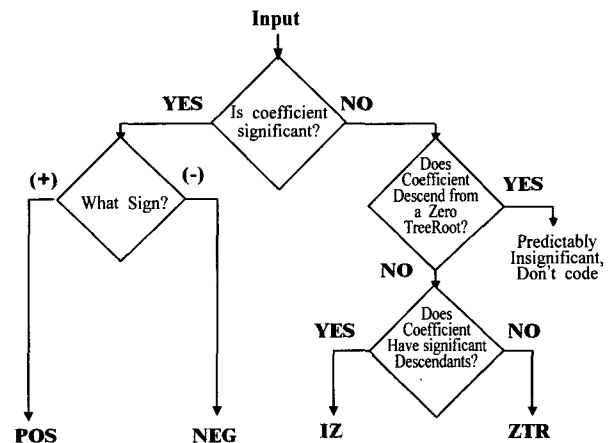 Input
YES
Is coefficient
significant?
NO
(+)
What Sign?
(-)
Does
Coefficient
Descend from
a Zero
TreeRoot?
YES
Predictably
Insignificant,
Don't code
NO
YES
Does
Coefficient
Have significant
Descendants?
NO
POS
NEG
IZ
ZTR